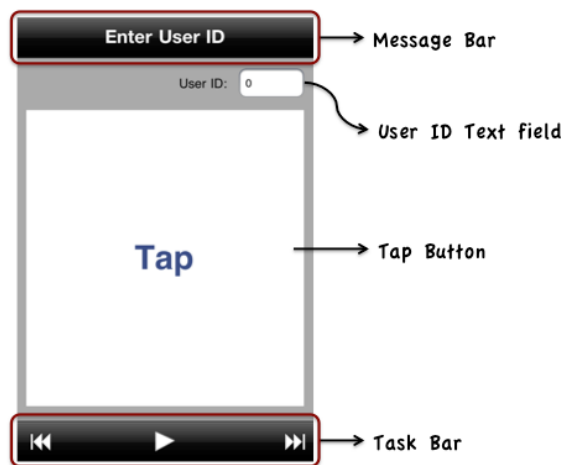 Enter User ID
Message Bar
User ID: 0
User ID Text field
Tap
Tap Button
Task Bar